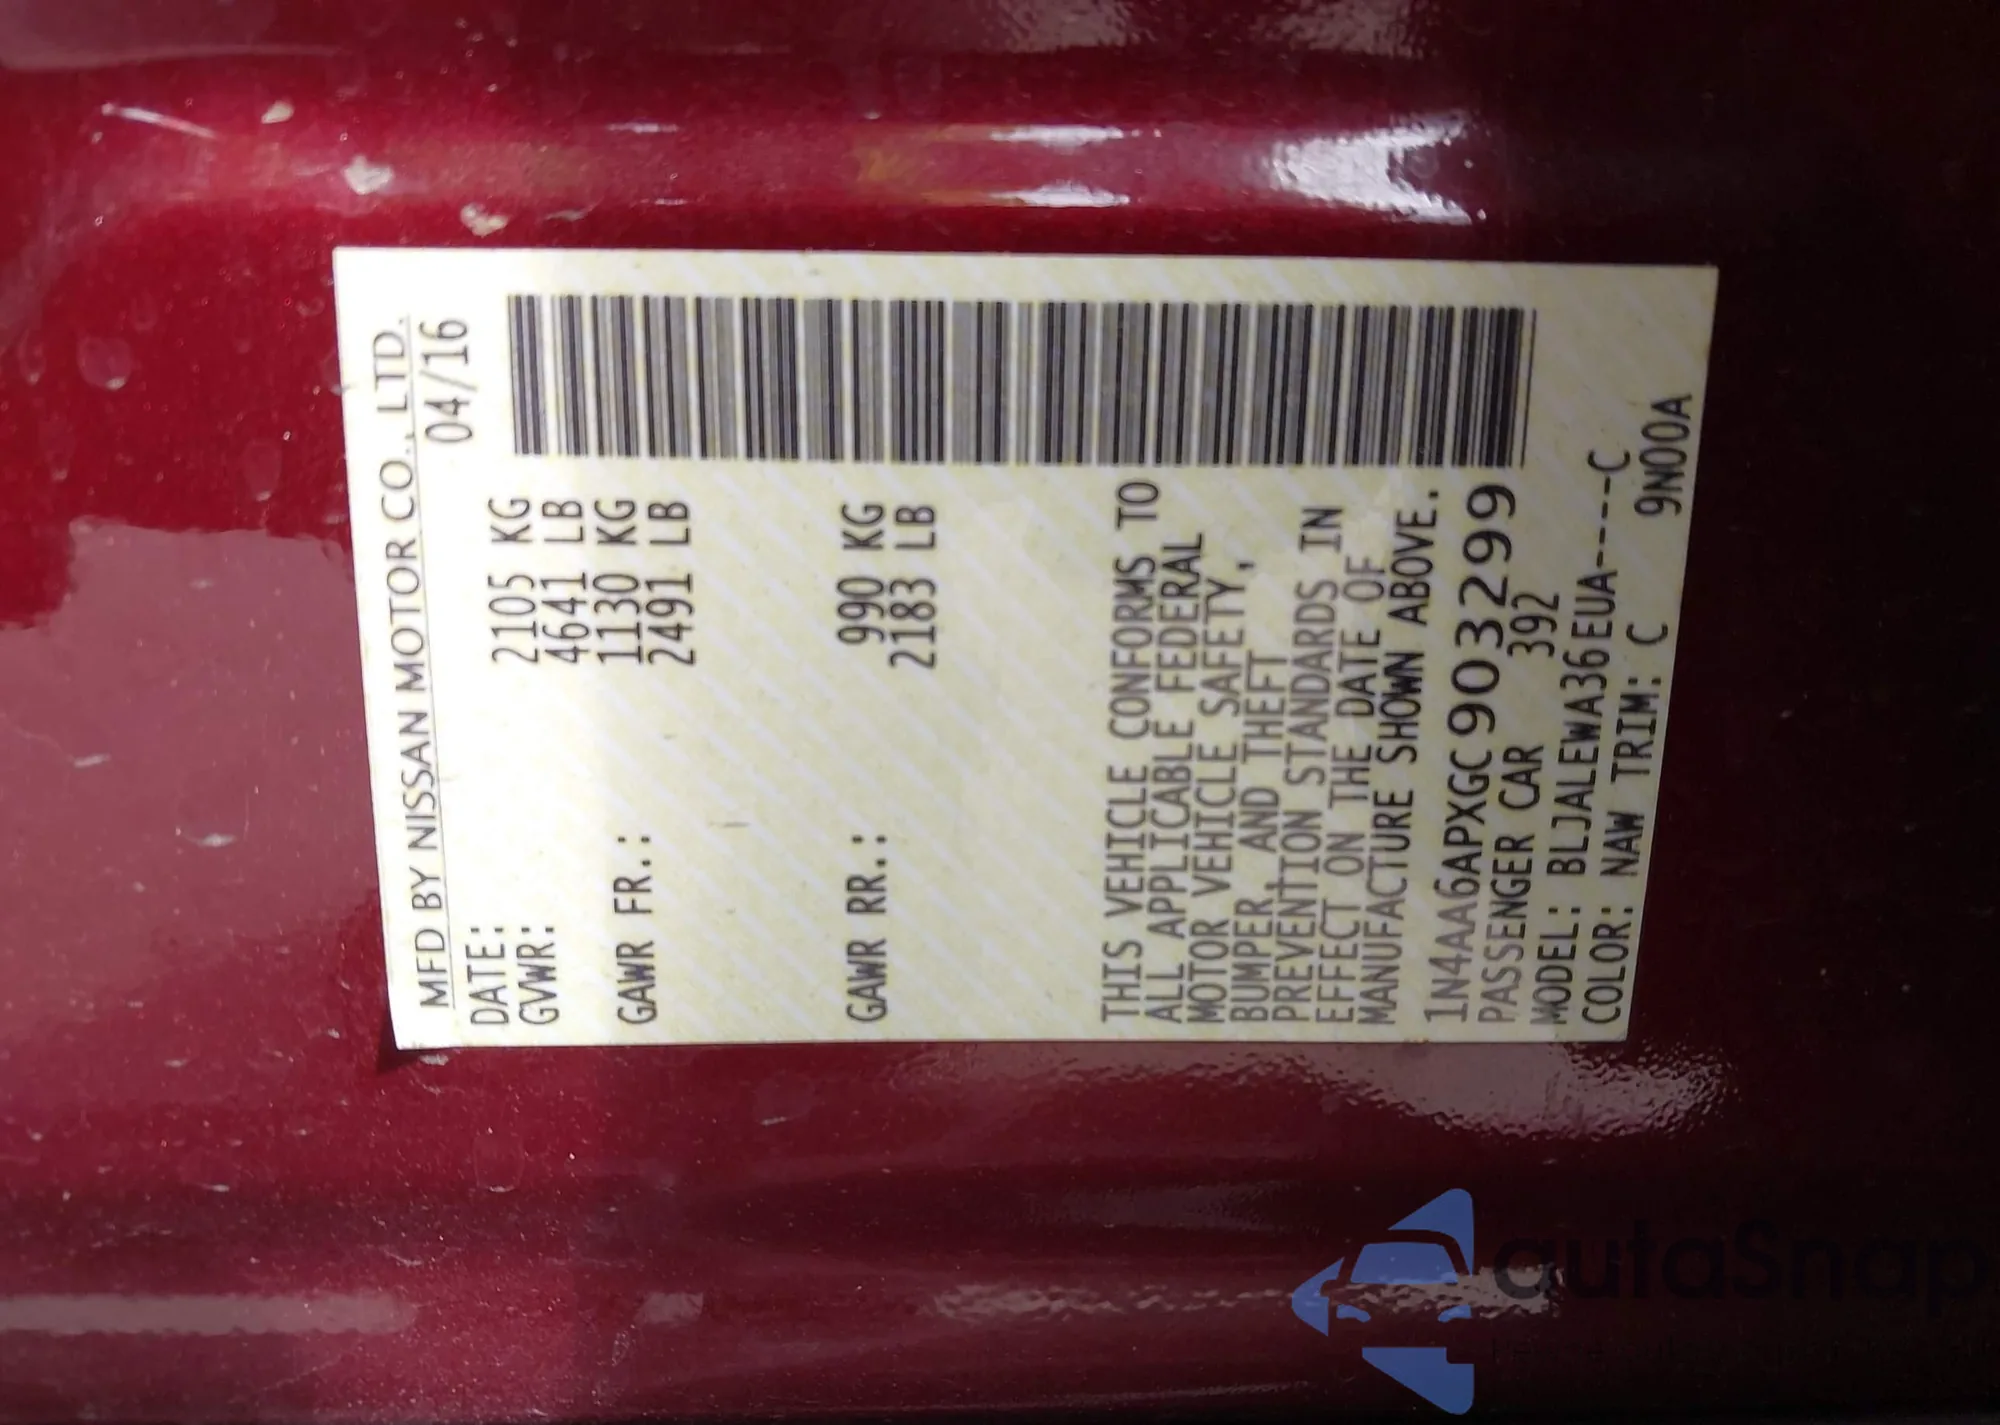 MFD BY NISSAN MOTOR CO., LTD.
DATE: 04/16
GVWR: 2105 KG
4641 LB
GAWR FR.: 1130 KG
2491 LB
GAWR RR.: 990 KG
2183 LB
THIS VEHICLE CONFORMS TO
ALL APPLICABLE FEDERAL
MOTOR VEHICLE SAFETY,
BUMPER, AND THEFT
PREVENTION STANDARDS IN
EFFECT ON THE DATE OF
MANUFACTURE SHOWN ABOVE.
1N4AA6APXGC903299
PASSENGER CAR 392
MODEL: BLJALEWA36EUA-----C
COLOR: NAW TRIM: C 9N00A
autaSnap